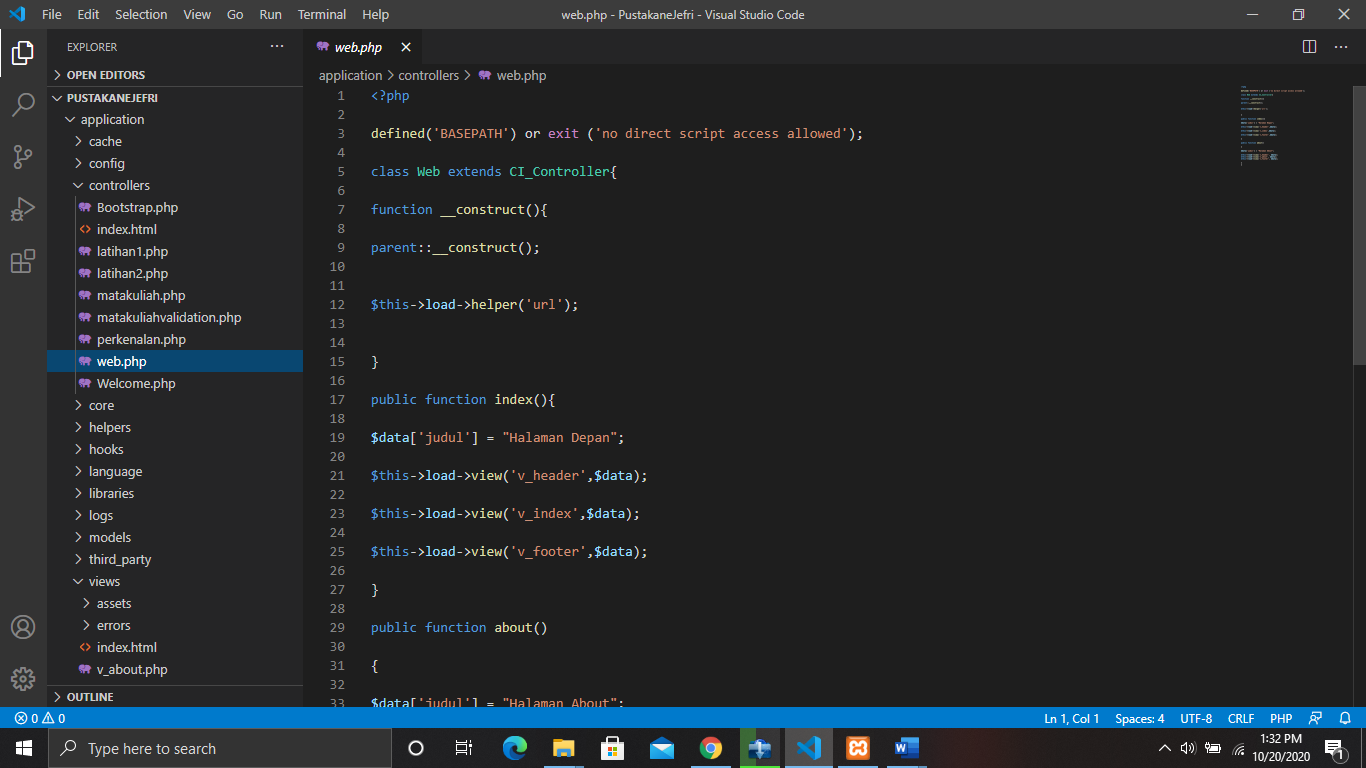 File Edit Selection View Go Run Terminal Help web.php - PustakaneJefri - Visual Studio Code
EXPLORER
OPEN EDITORS
PUSTAKANEJEFRI
application
cache
config
controllers
Bootstrap.php
index.html
latihan1.php
latihan2.php
matakuliah.php
matakuliahvalidation.php
perkenalan.php
web.php
Welcome.php
core
helpers
hooks
language
libraries
logs
models
third_party
views
assets
errors
index.html
v_about.php
OUTLINE
web.php
application > controllers > web.php
1 <?php
2
3 defined('BASEPATH') or exit ('no direct script access allowed');
4
5 class Web extends CI_Controller{
6
7 function __construct(){
8
9 parent::__construct();
10
11
12 $this->load->helper('url');
13
14
15 }
16
17 public function index(){
18
19 $data['judul'] = "Halaman Depan";
20
21 $this->load->view('v_header',$data);
22
23 $this->load->view('v_index',$data);
24
25 $this->load->view('v_footer',$data);
26
27 }
28
29 public function about()
30
31 {
32
33 $data['judul'] = "Halaman About";
0 0 Ln 1, Col 1 Spaces: 4 UTF-8 CRLF PHP
Type here to search
1:32 PM
10/20/2020
1